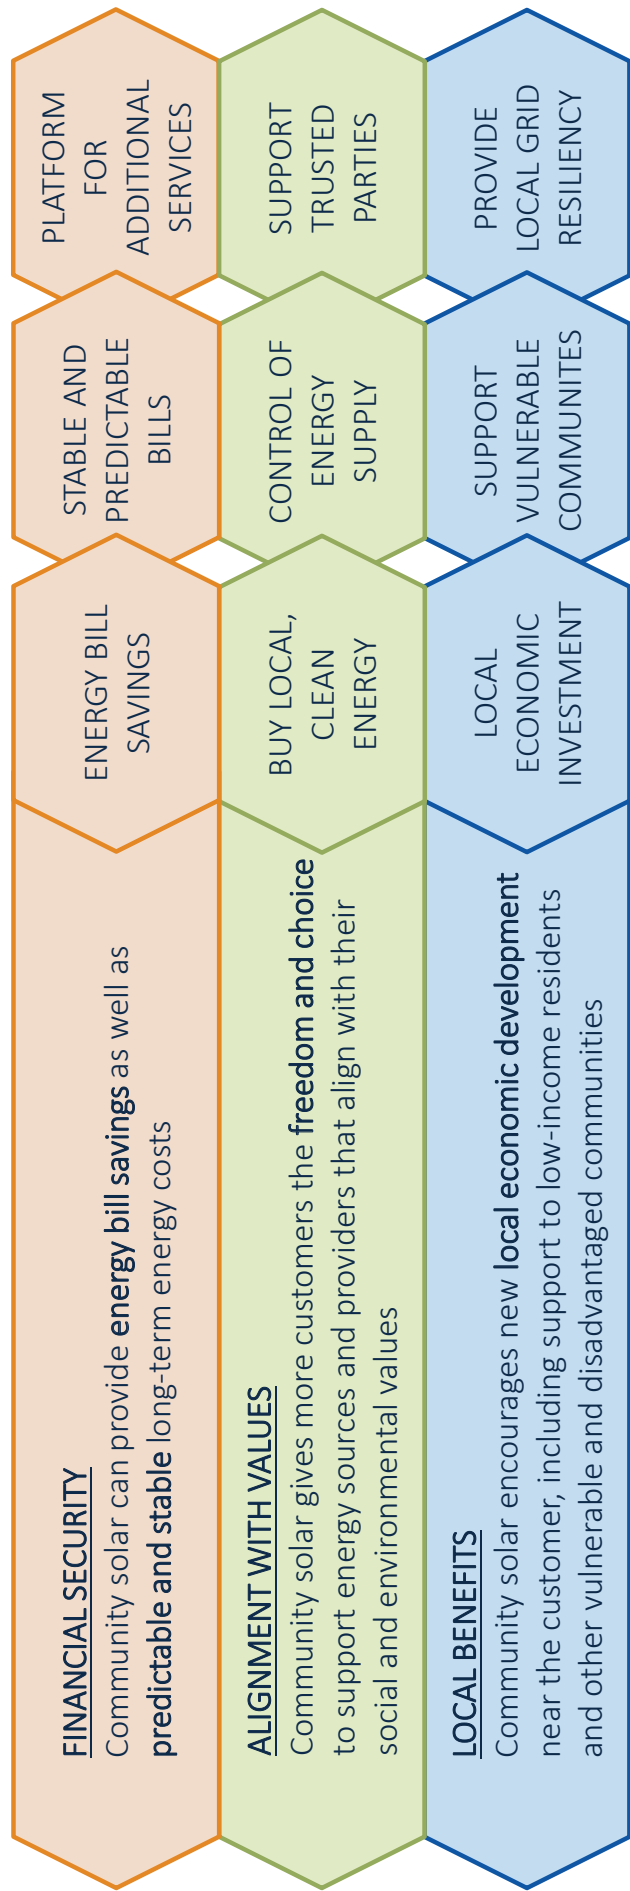 FINANCIAL SECURITY
Community solar can provide energy bill savings as well as
predictable and stable long-term energy costs
ENERGY BILL
SAVINGS
STABLE AND
PREDICTABLE
BILLS
PLATFORM
FOR
ADDITIONAL
SERVICES
ALIGNMENT WITH VALUES
Community solar gives more customers the freedom and choice
to support energy sources and providers that align with their
social and environmental values
BUY LOCAL,
CLEAN
ENERGY
CONTROL OF
ENERGY
SUPPLY
SUPPORT
TRUSTED
PARTIES
LOCAL BENEFITS
Community solar encourages new local economic development
near the customer, including support to low-income residents
and other vulnerable and disadvantaged communities
LOCAL
ECONOMIC
INVESTMENT
SUPPORT
VULNERABLE
COMMUNITES
PROVIDE
LOCAL GRID
RESILIENCY